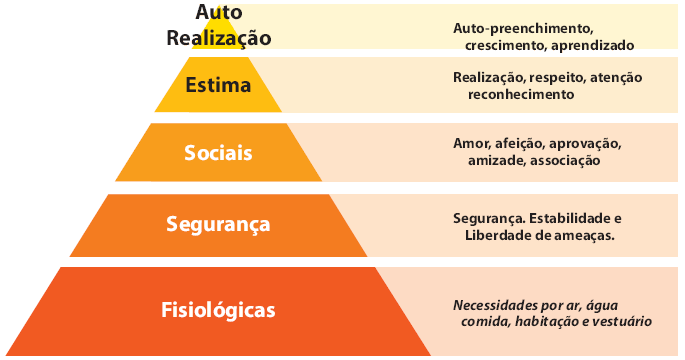 Auto
Realização
Auto-preenchimento,
crescimento, aprendizado
Estima
Realização, respeito, atenção
reconhecimento
Sociais
Amor, afeição, aprovação,
amizade, associação
Segurança
Segurança. Estabilidade e
Liberdade de ameaças.
Fisiológicas
Necessidades por ar, água
comida, habitação e vestuário